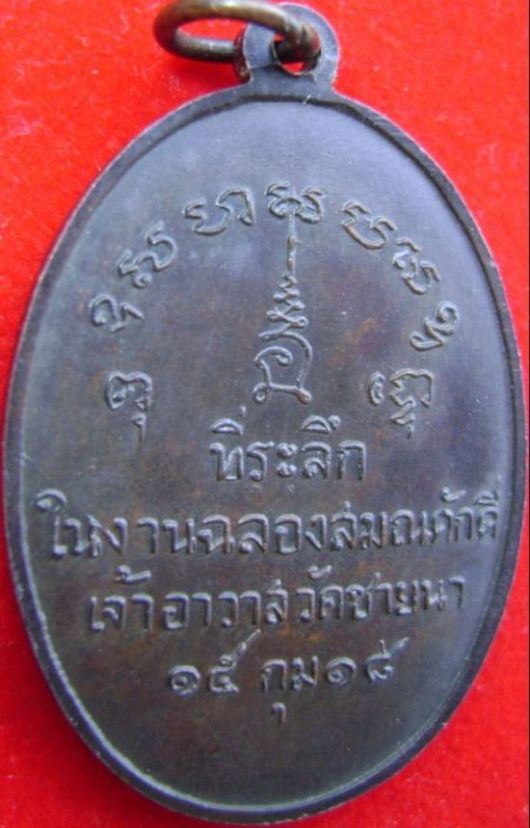 ที่ระลึก
ในงานฉลองสมณศักดิ์
เจ้าอาวาสวัดชายนา
๑๕ กุม๑๘